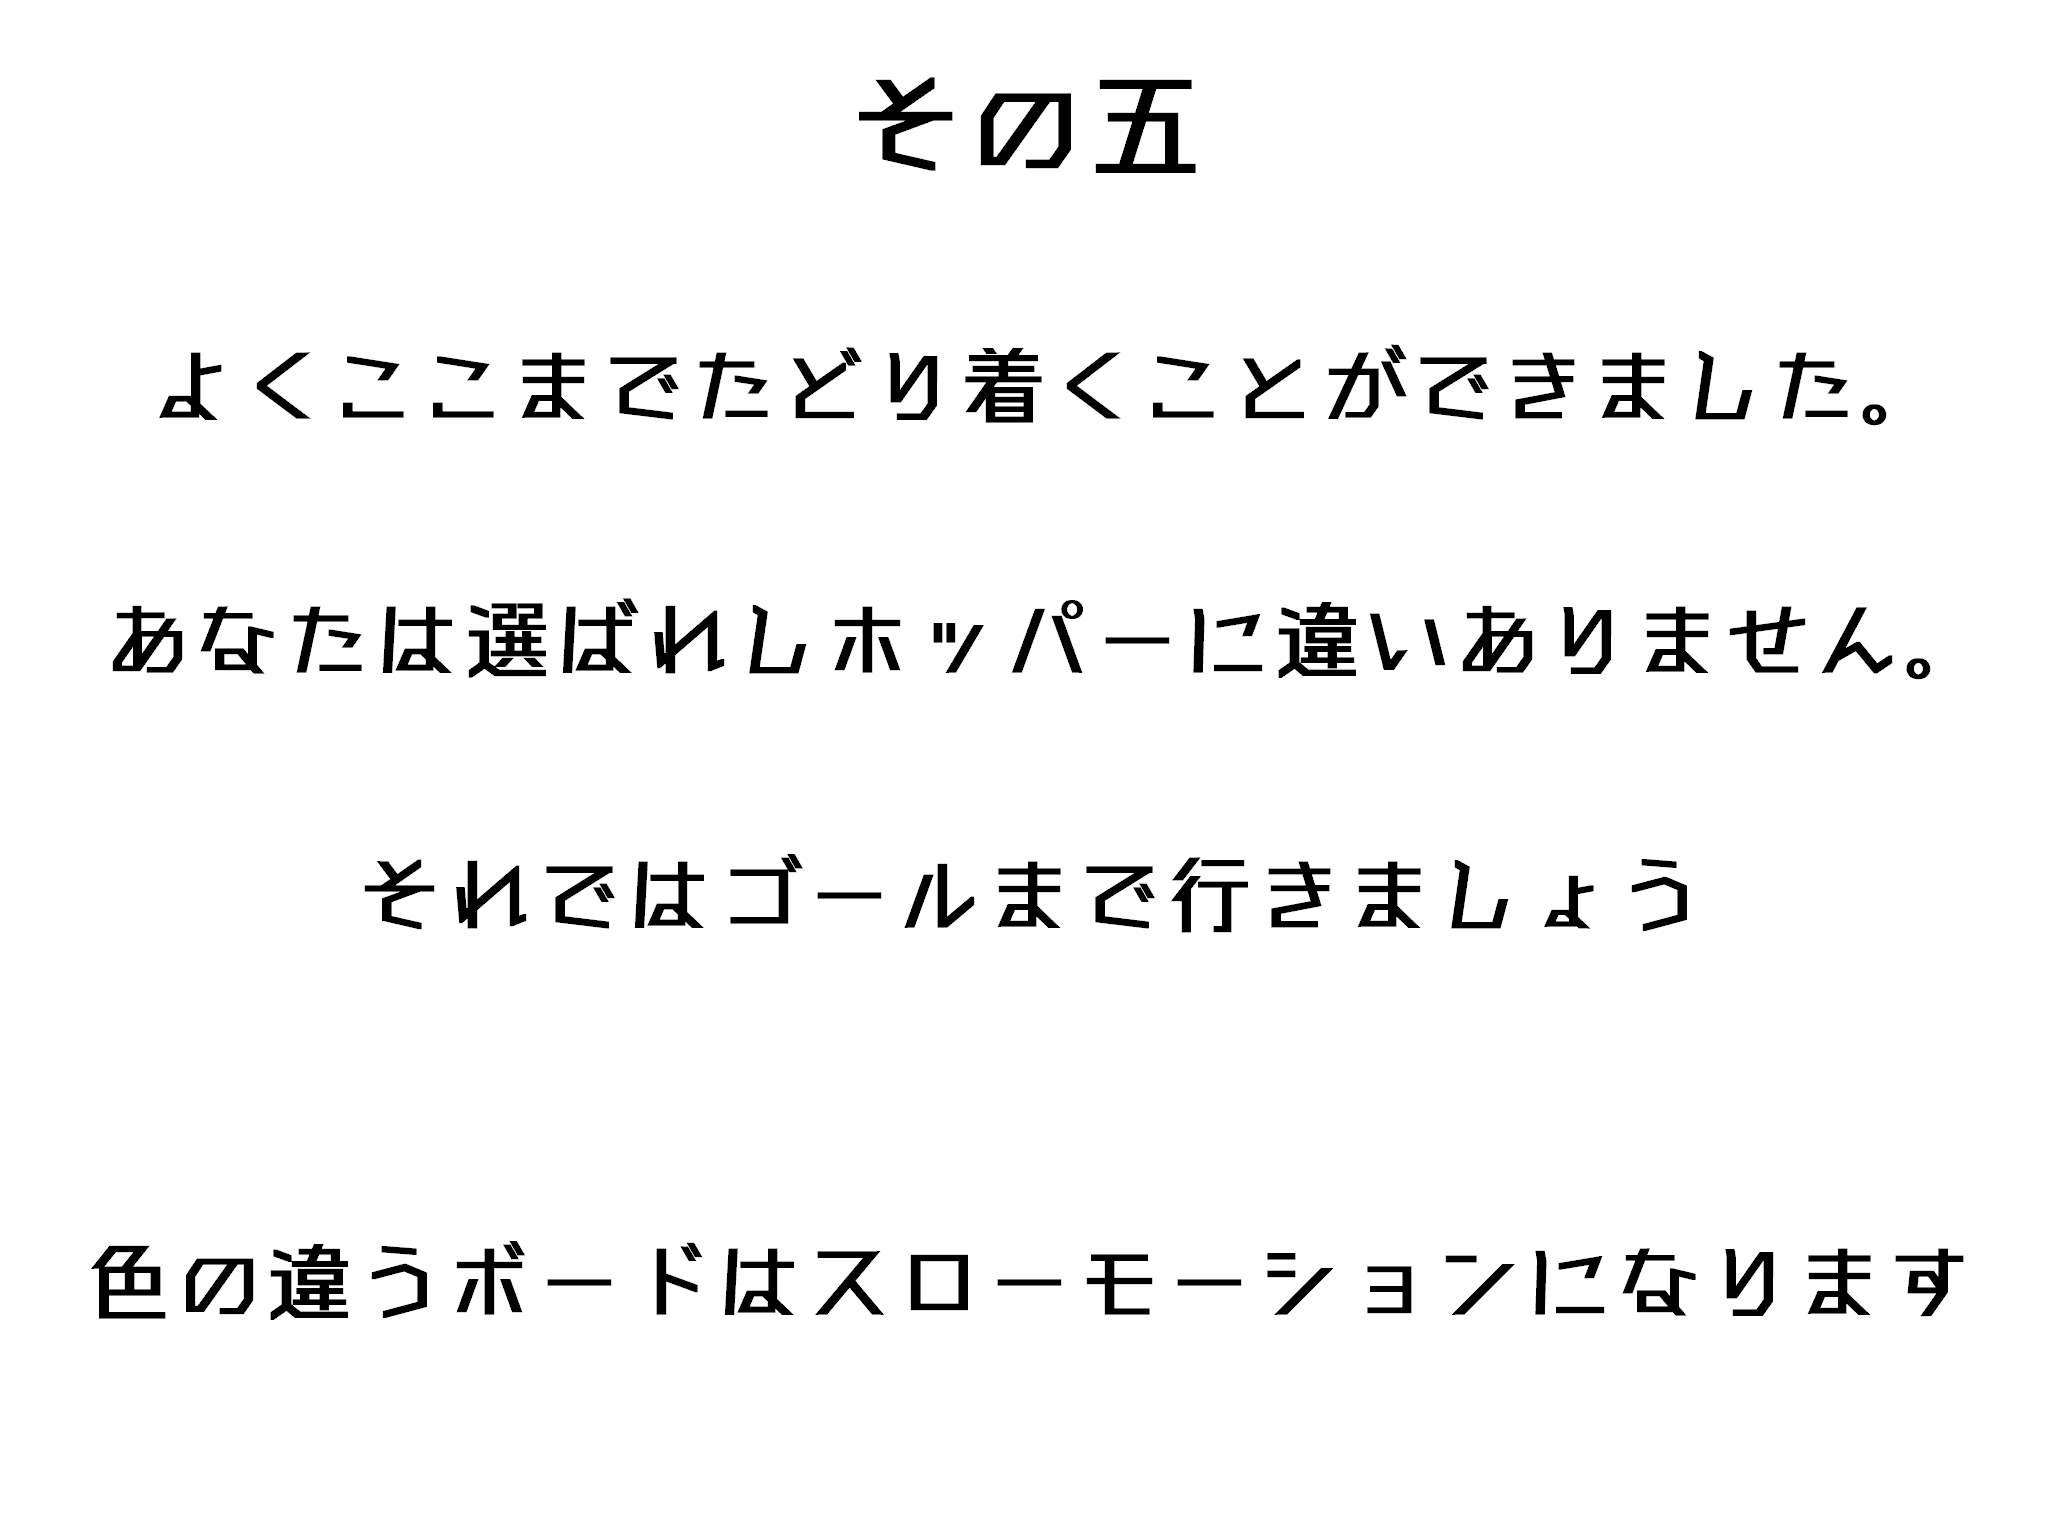 その五
よくここまでたどり着くことができました。
あなたは選ばれしホッパーに違いありません。
それではゴールまで行きましょう
色の違うボードはスローモーションになります